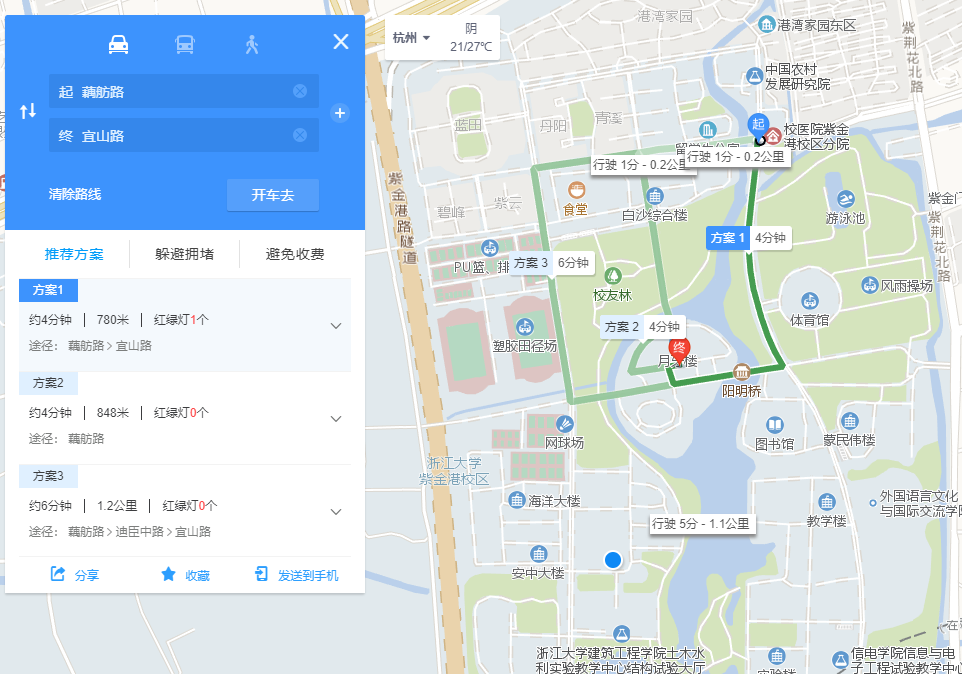 起 藕舫路
终 宜山路
清除路线
开车去
推荐方案
躲避拥堵
避免收费
方案1
约4分钟 | 780米 | 红绿灯1个
途径： 藕舫路 > 宜山路
方案2
约4分钟 | 848米 | 红绿灯0个
途径： 藕舫路
方案3
约6分钟 | 1.2公里 | 红绿灯0个
途径： 藕舫路 > 迪臣中路 > 宜山路
分享
收藏
发送到手机
杭州
阴
21/27℃
港湾家园
港湾家园东区
紫荆花北路
中国农村
发展研究院
蓝田
丹阳
青溪
起
校医院紫金
港校区分院
行驶 1分 - 0.2公里
行驶 1分 - 0.2公里
紫金港路隧道
碧峰
紫云
食堂
白沙综合楼
游泳池
紫金门
紫荆花北路
方案 1 4分钟
方案 3 6分钟
PU篮、排
校友林
风雨操场
体育馆
方案 2 4分钟
塑胶田径场
终
月牙楼
阳明桥
网球场
图书馆
蒙民伟楼
浙江大学
紫金港校区
海洋大楼
教学楼
外国语言文化
与国际交流学院
行驶 5分 - 1.1公里
安中大楼
浙江大学建筑工程学院土木水
利实验教学中心结构试验大厅
实验楼
信电学院信息与电
子工程试验教学中心